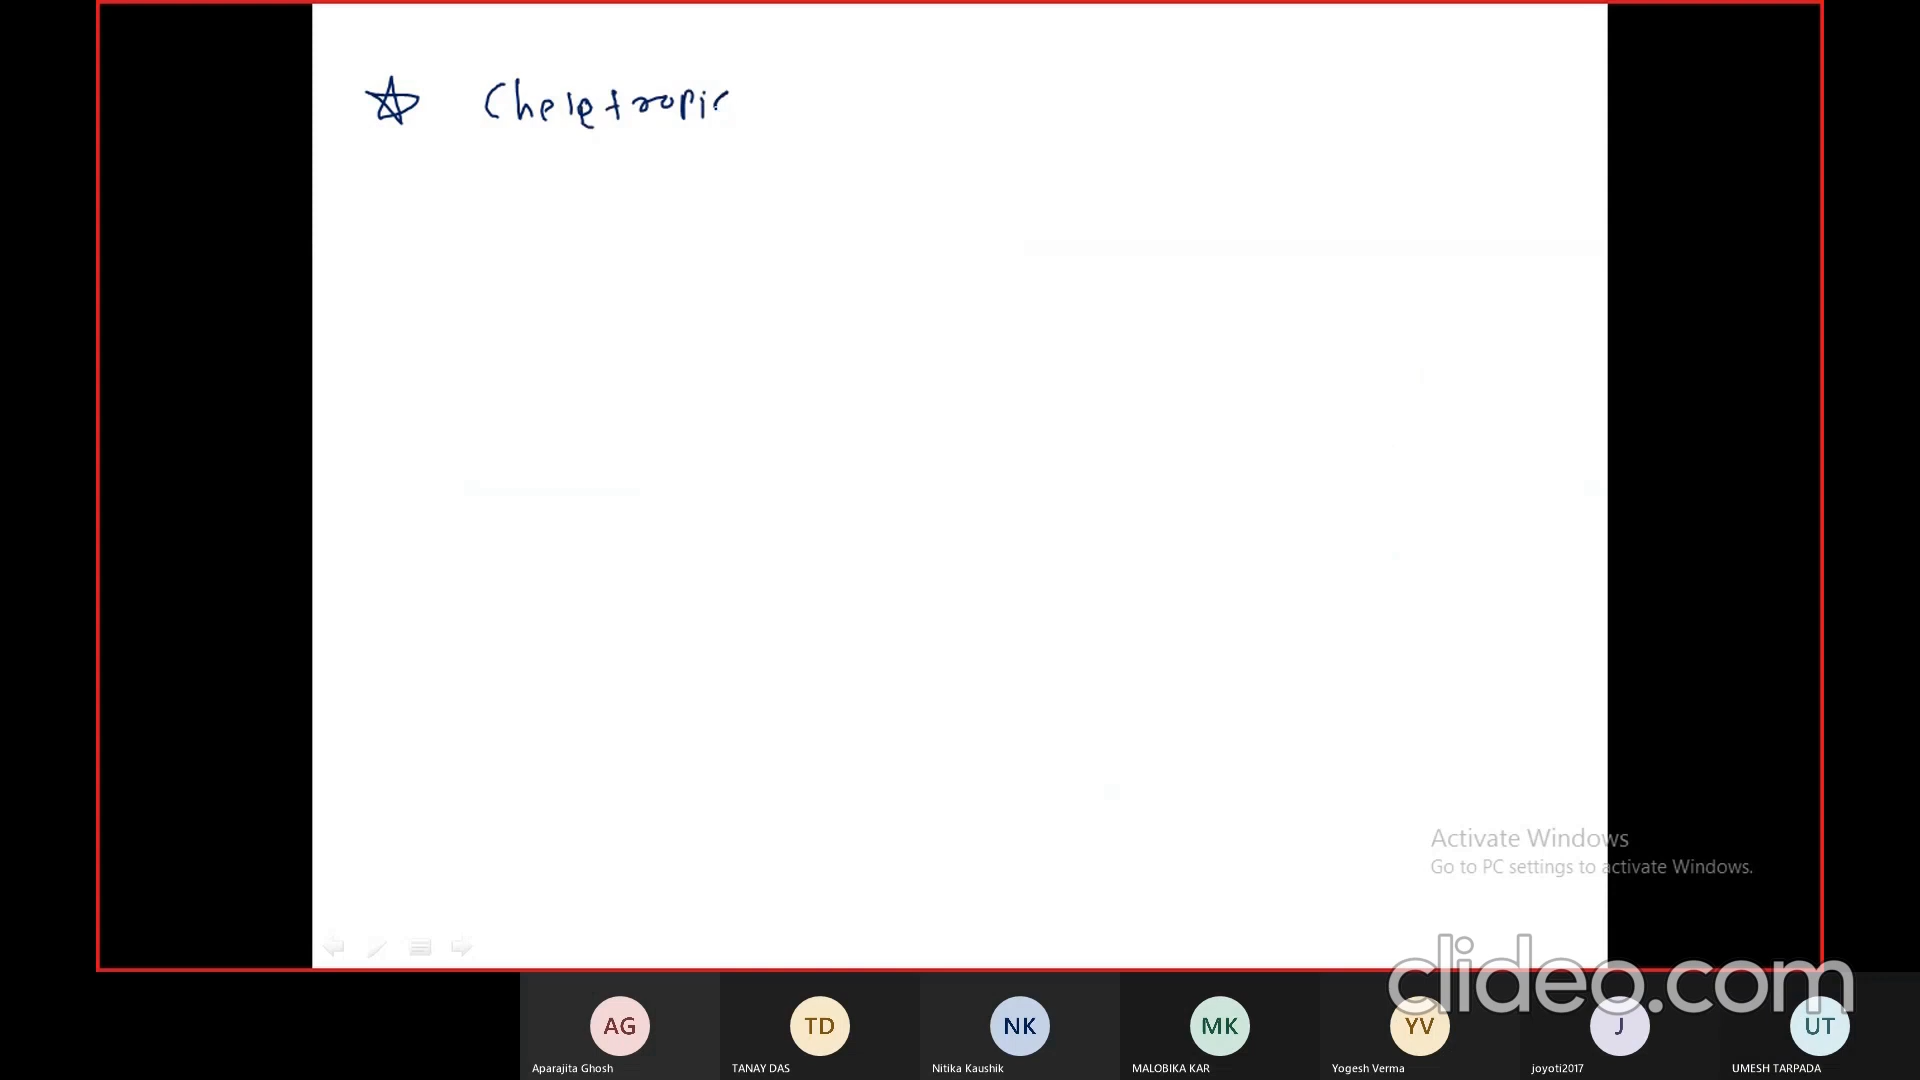 ☆ Cheletropic
Activate Windows
Go to PC settings to activate Windows.
clideo.com
AG TD NK MK YV J UT
Aparajita Ghosh TANAY DAS Nitika Kaushik MALOBIKA KAR Yogesh Verma joyoti2017 UMESH TARPADA